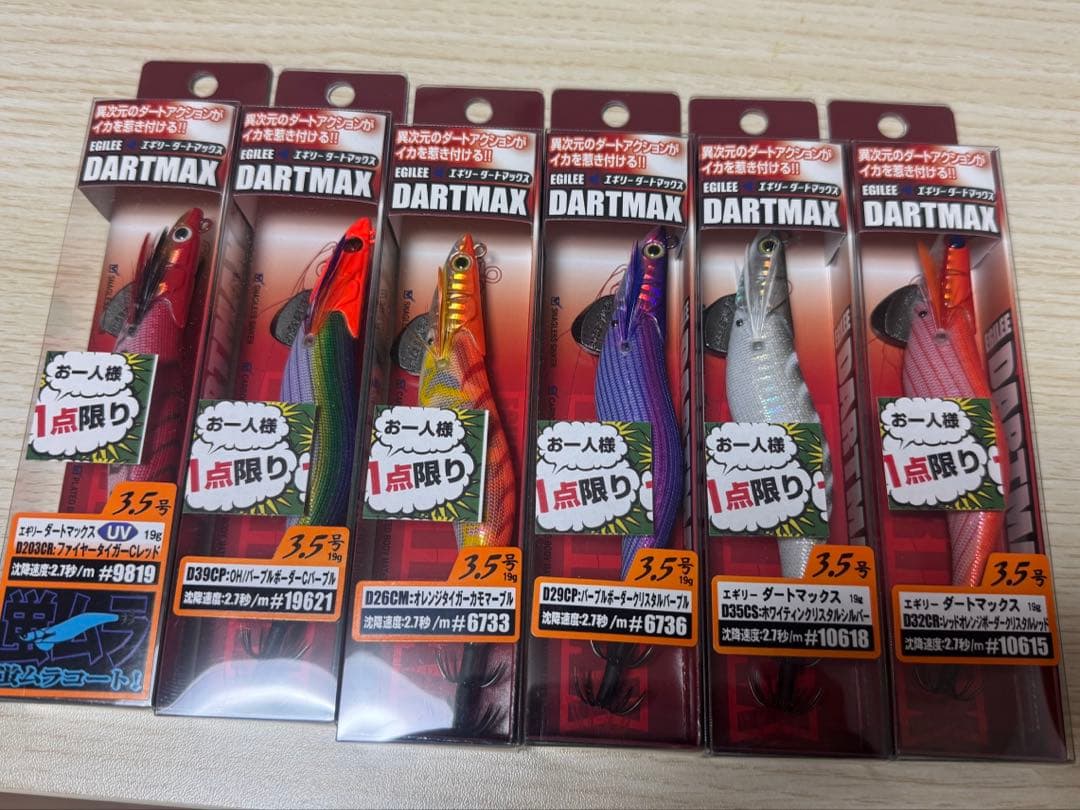 異次元のダートアクションが
イカを惹き付ける!!
EGILEE エギリーダートマックス
DARTMAX
お一人様
1点限り
3.5号
エギリー ダートマックス UV 19g
D203CR:ファイヤータイガーCレッド
沈降速度:2.7秒/m #9819
蛍ムラ
蛍ムラコート!
異次元のダートアクションが
イカを惹き付ける!!
EGILEE エギリーダートマックス
DARTMAX
お一人様
1点限り
3.5号
19g
D39CP:OH/パープルボーダーCパープル
沈降速度:2.7秒/m #19621
異次元のダートアクションが
イカを惹き付ける!!
EGILEE エギリーダートマックス
DARTMAX
お一人様
1点限り
3.5号
19g
D26CM:オレンジタイガーカモマーブル
沈降速度:2.7秒/m #6733
異次元のダートアクションが
イカを惹き付ける!!
EGILEE エギリーダートマックス
DARTMAX
お一人様
1点限り
3.5号
19g
D29CP:パープルボーダークリスタルパープル
沈降速度:2.7秒/m #6736
異次元のダートアクションが
イカを惹き付ける!!
EGILEE エギリーダートマックス
DARTMAX
お一人様
1点限り
3.5号
エギリー ダートマックス 19g
D35CS:ホワイティンクリスタルシルバー
沈降速度:2.7秒/m #10618
異次元のダートアクションが
イカを惹き付ける!!
EGILEE エギリーダートマックス
DARTMAX
EGILEE
お一人様
1点限り
3.5号
エギリー ダートマックス 19g
D32CR:レッドオレンジボーダークリスタルレッド
沈降速度:2.7秒/m #10615